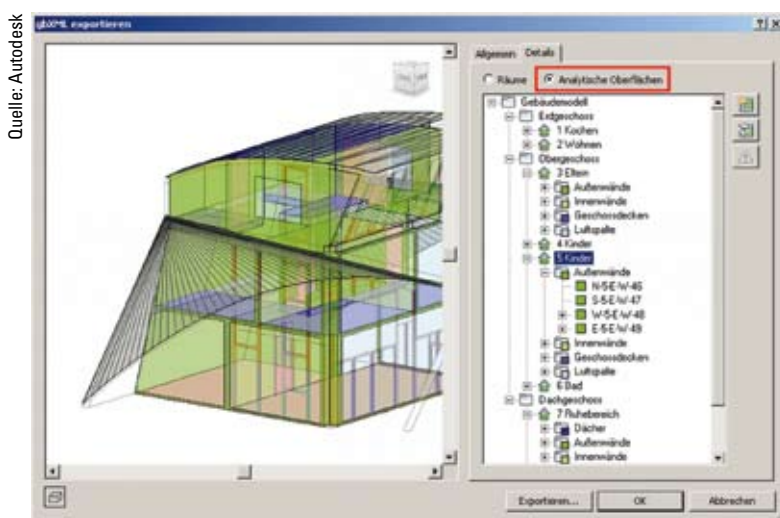 Quelle: Autodesk
gbXML exportieren
Allgemein Details
Räume Analytische Oberflächen
Gebäudemodell
Erdgeschoss
1 Kochen
2 Wohnen
Obergeschoss
3 Eltern
Außenwände
Innenwände
Geschossdecken
Luftspalte
4 Kinder
5 Kinder
Außenwände
N-5-E-W-46
S-5-E-W-47
W-5-E-W-48
E-5-E-W-49
Innenwände
Geschossdecken
Luftspalte
6 Bad
Dachgeschoss
7 Ruhebereich
Dächer
Außenwände
Innenwände
Exportieren...
OK
Abbrechen